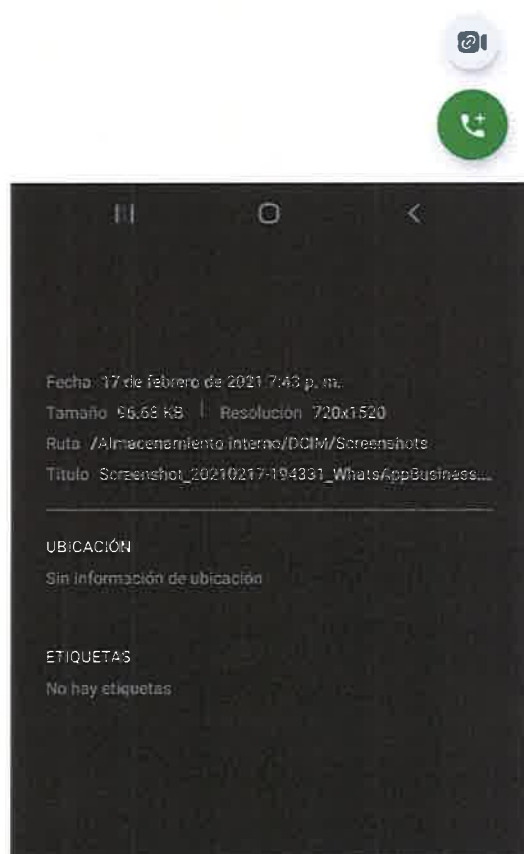 Fecha 17 de febrero de 2021 7:43 p. m.
Tamaño 96.68 KB | Resolución 720x1520
Ruta /Almacenamiento interno/DCIM/Screenshots
Título Screenshot_20210217-194331_WhatsAppBusiness...
UBICACIÓN
Sin información de ubicación
ETIQUETAS
No hay etiquetas